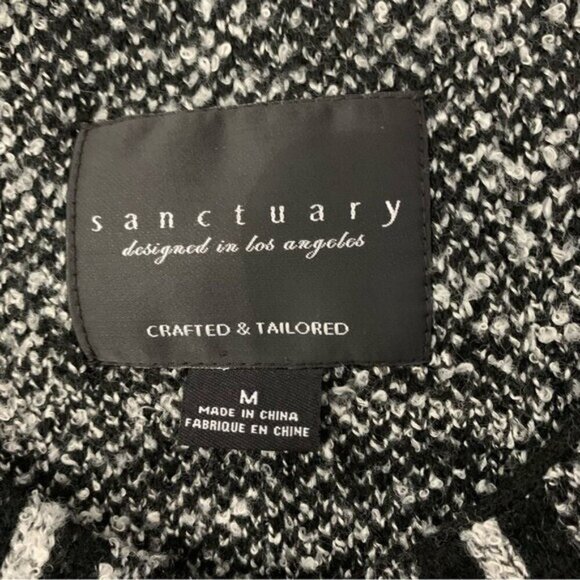 sanctuary
designed in los angeles
CRAFTED & TAILORED
M
MADE IN CHINA
FABRIQUE EN CHINE